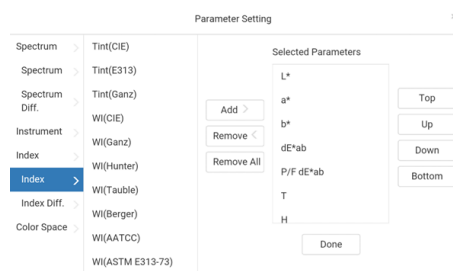 Parameter Setting
Spectrum
Spectrum
Spectrum
Diff.
Instrument
Index
Index
Index Diff.
Color Space
Tint(CIE)
Tint(E313)
Tint(Ganz)
WI(CIE)
WI(Ganz)
WI(Hunter)
WI(Tauble)
WI(Berger)
WI(AATCC)
WI(ASTM E313-73)
Add
Remove
Remove All
Selected Parameters
L*
a*
b*
dE*ab
P/F dE*ab
T
H
Done
Top
Up
Down
Bottom